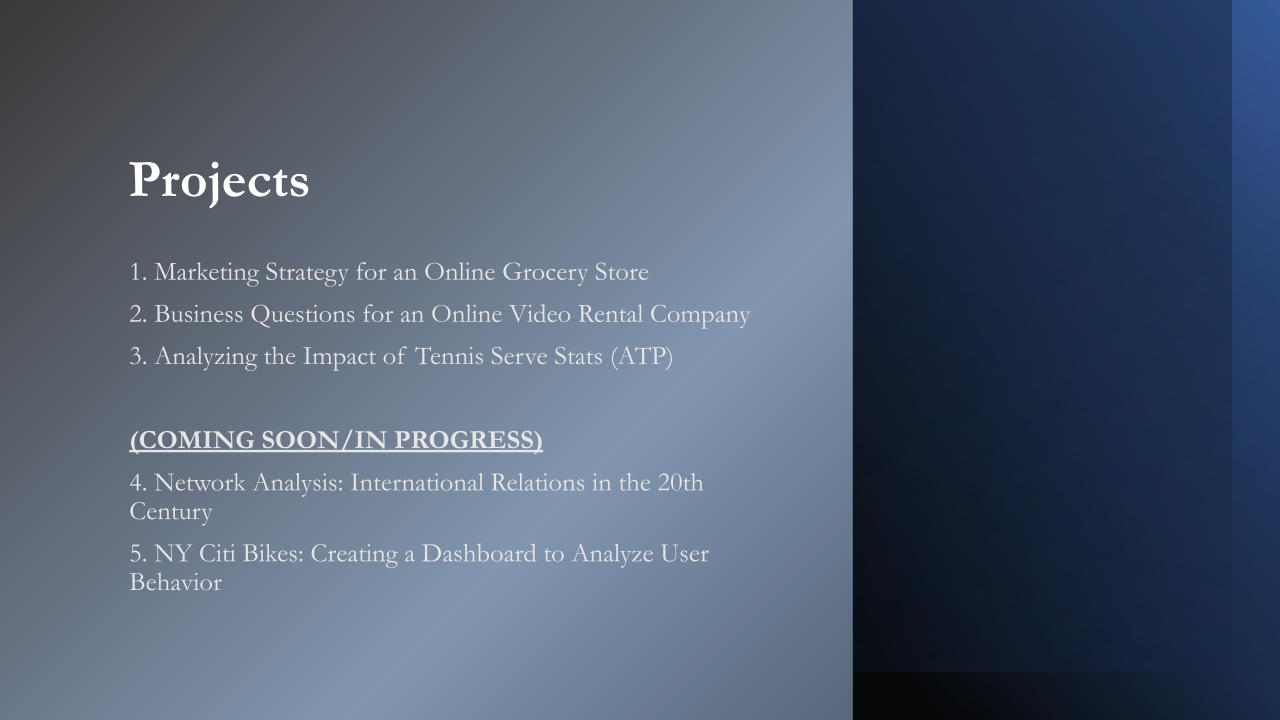 Projects
1. Marketing Strategy for an Online Grocery Store
2. Business Questions for an Online Video Rental Company
3. Analyzing the Impact of Tennis Serve Stats (ATP)
(COMING SOON/IN PROGRESS)
4. Network Analysis: International Relations in the 20th
Century
5. NY Citi Bikes: Creating a Dashboard to Analyze User
Behavior